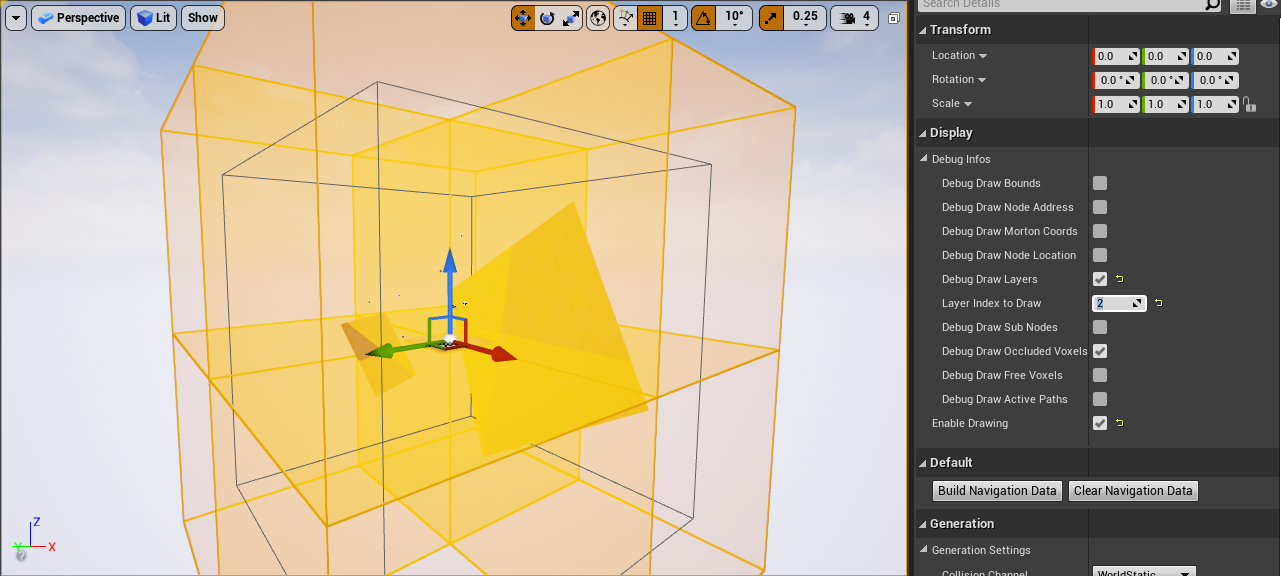 Perspective Lit Show 1 10° 0.25 4
Search Details
Transform
Location 0.0 0.0 0.0
Rotation 0.0 ° 0.0 ° 0.0 °
Scale 1.0 1.0 1.0
Display
Debug Infos
Debug Draw Bounds
Debug Draw Node Address
Debug Draw Morton Coords
Debug Draw Node Location
Debug Draw Layers
Layer Index to Draw 2
Debug Draw Sub Nodes
Debug Draw Occluded Voxels
Debug Draw Free Voxels
Debug Draw Active Paths
Enable Drawing
Default
Build Navigation Data Clear Navigation Data
Generation
Generation Settings
Collision Channel WorldStatic
Z
Y X
?